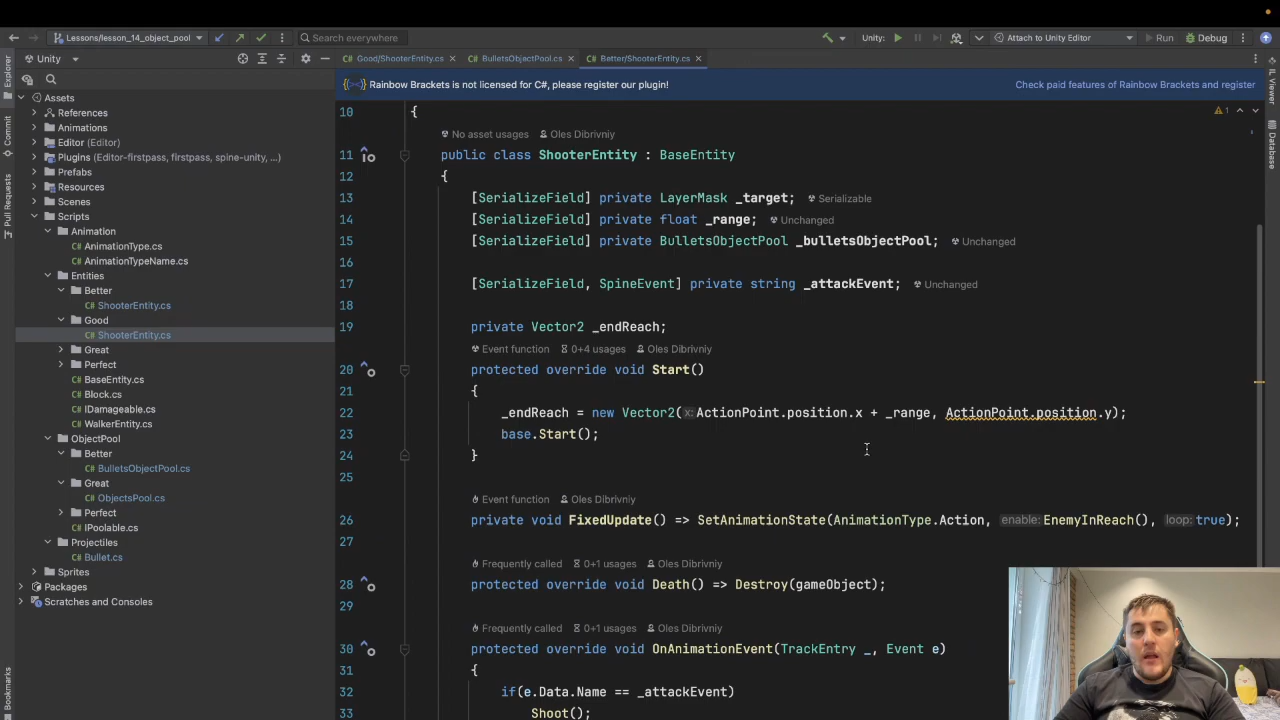 Lessons/lesson_14_object_pool
Search everywhere
Unity:
Attach to Unity Editor
Run
Debug
Explorer
Unity
Good/ShooterEntity.cs
BulletsObjectPool.cs
Better/ShooterEntity.cs
Rainbow Brackets is not licensed for C#, please register our plugin!
Check paid features of Rainbow Brackets and register
IL Viewer
Database
Commit
Pull Requests
Bookmarks
Assets
References
Animations
Editor (Editor)
Plugins (Editor-firstpass, firstpass, spine-unity, ...)
Prefabs
Resources
Scenes
Scripts
Animation
AnimationType.cs
AnimationTypeName.cs
Entities
Better
ShooterEntity.cs
Good
ShooterEntity.cs
Great
Perfect
BaseEntity.cs
Block.cs
IDamageable.cs
WalkerEntity.cs
ObjectPool
Better
BulletsObjectPool.cs
Great
ObjectsPool.cs
Perfect
IPoolable.cs
Projectiles
Bullet.cs
Sprites
Packages
Scratches and Consoles
1
10 {
No asset usages Oles Dibrivniy
11 public class ShooterEntity : BaseEntity
12 {
13 [SerializeField] private LayerMask _target; Serializable
14 [SerializeField] private float _range; Unchanged
15 [SerializeField] private BulletsObjectPool _bulletsObjectPool; Unchanged
16
17 [SerializeField, SpineEvent] private string _attackEvent; Unchanged
18
19 private Vector2 _endReach;
Event function 0+4 usages Oles Dibrivniy
20 protected override void Start()
21 {
22 _endReach = new Vector2(x: ActionPoint.position.x + _range, ActionPoint.position.y);
23 base.Start();
24 }
25
Event function Oles Dibrivniy
26 private void FixedUpdate() => SetAnimationState(AnimationType.Action, enable: EnemyInReach(), loop: true);
27
Frequently called 0+1 usages Oles Dibrivniy
28 protected override void Death() => Destroy(gameObject);
29
Frequently called 0+1 usages Oles Dibrivniy
30 protected override void OnAnimationEvent(TrackEntry _, Event e)
31 {
32 if(e.Data.Name == _attackEvent)
33 Shoot();